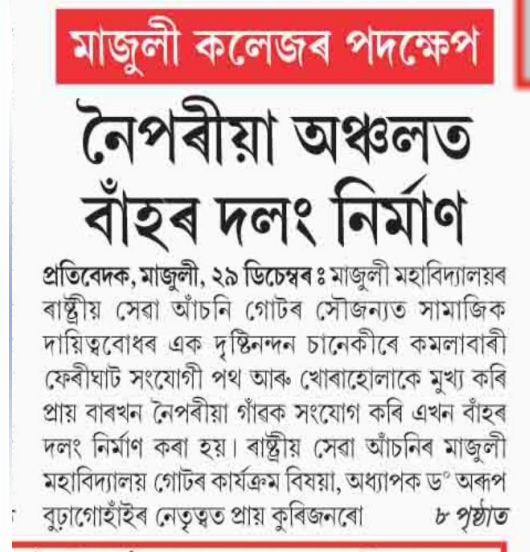 মাজুলী কলেজৰ পদক্ষেপ
নৈপৰীয়া অঞ্চলত
বাঁহৰ দলং নিৰ্মাণ
প্ৰতিবেদক, মাজুলী, ২৯ ডিচেম্বৰ ঃ মাজুলী মহাবিদ্যালয়ৰ
ৰাষ্ট্ৰীয় সেৱা আঁচনি গোটৰ সৌজন্যত সামাজিক
দায়িত্ববোধৰ এক দৃষ্টিনন্দন চানেকীৰে কমলাবাৰী
ফেৰীঘাট সংযোগী পথ আৰু খোৰাহোলাকে মুখ্য কৰি
প্ৰায় বাৰখন নৈপৰীয়া গাঁৱক সংযোগ কৰি এখন বাঁহৰ
দলং নিৰ্মাণ কৰা হয়। ৰাষ্ট্ৰীয় সেৱা আঁচনিৰ মাজুলী
মহাবিদ্যালয় গোটৰ কাৰ্যক্ৰম বিষয়া, অধ্যাপক ড° অৰূপ
বুঢ়াগোহাঁইৰ নেতৃত্বত প্ৰায় কুৰিজনৰো ৮ পৃষ্ঠাত